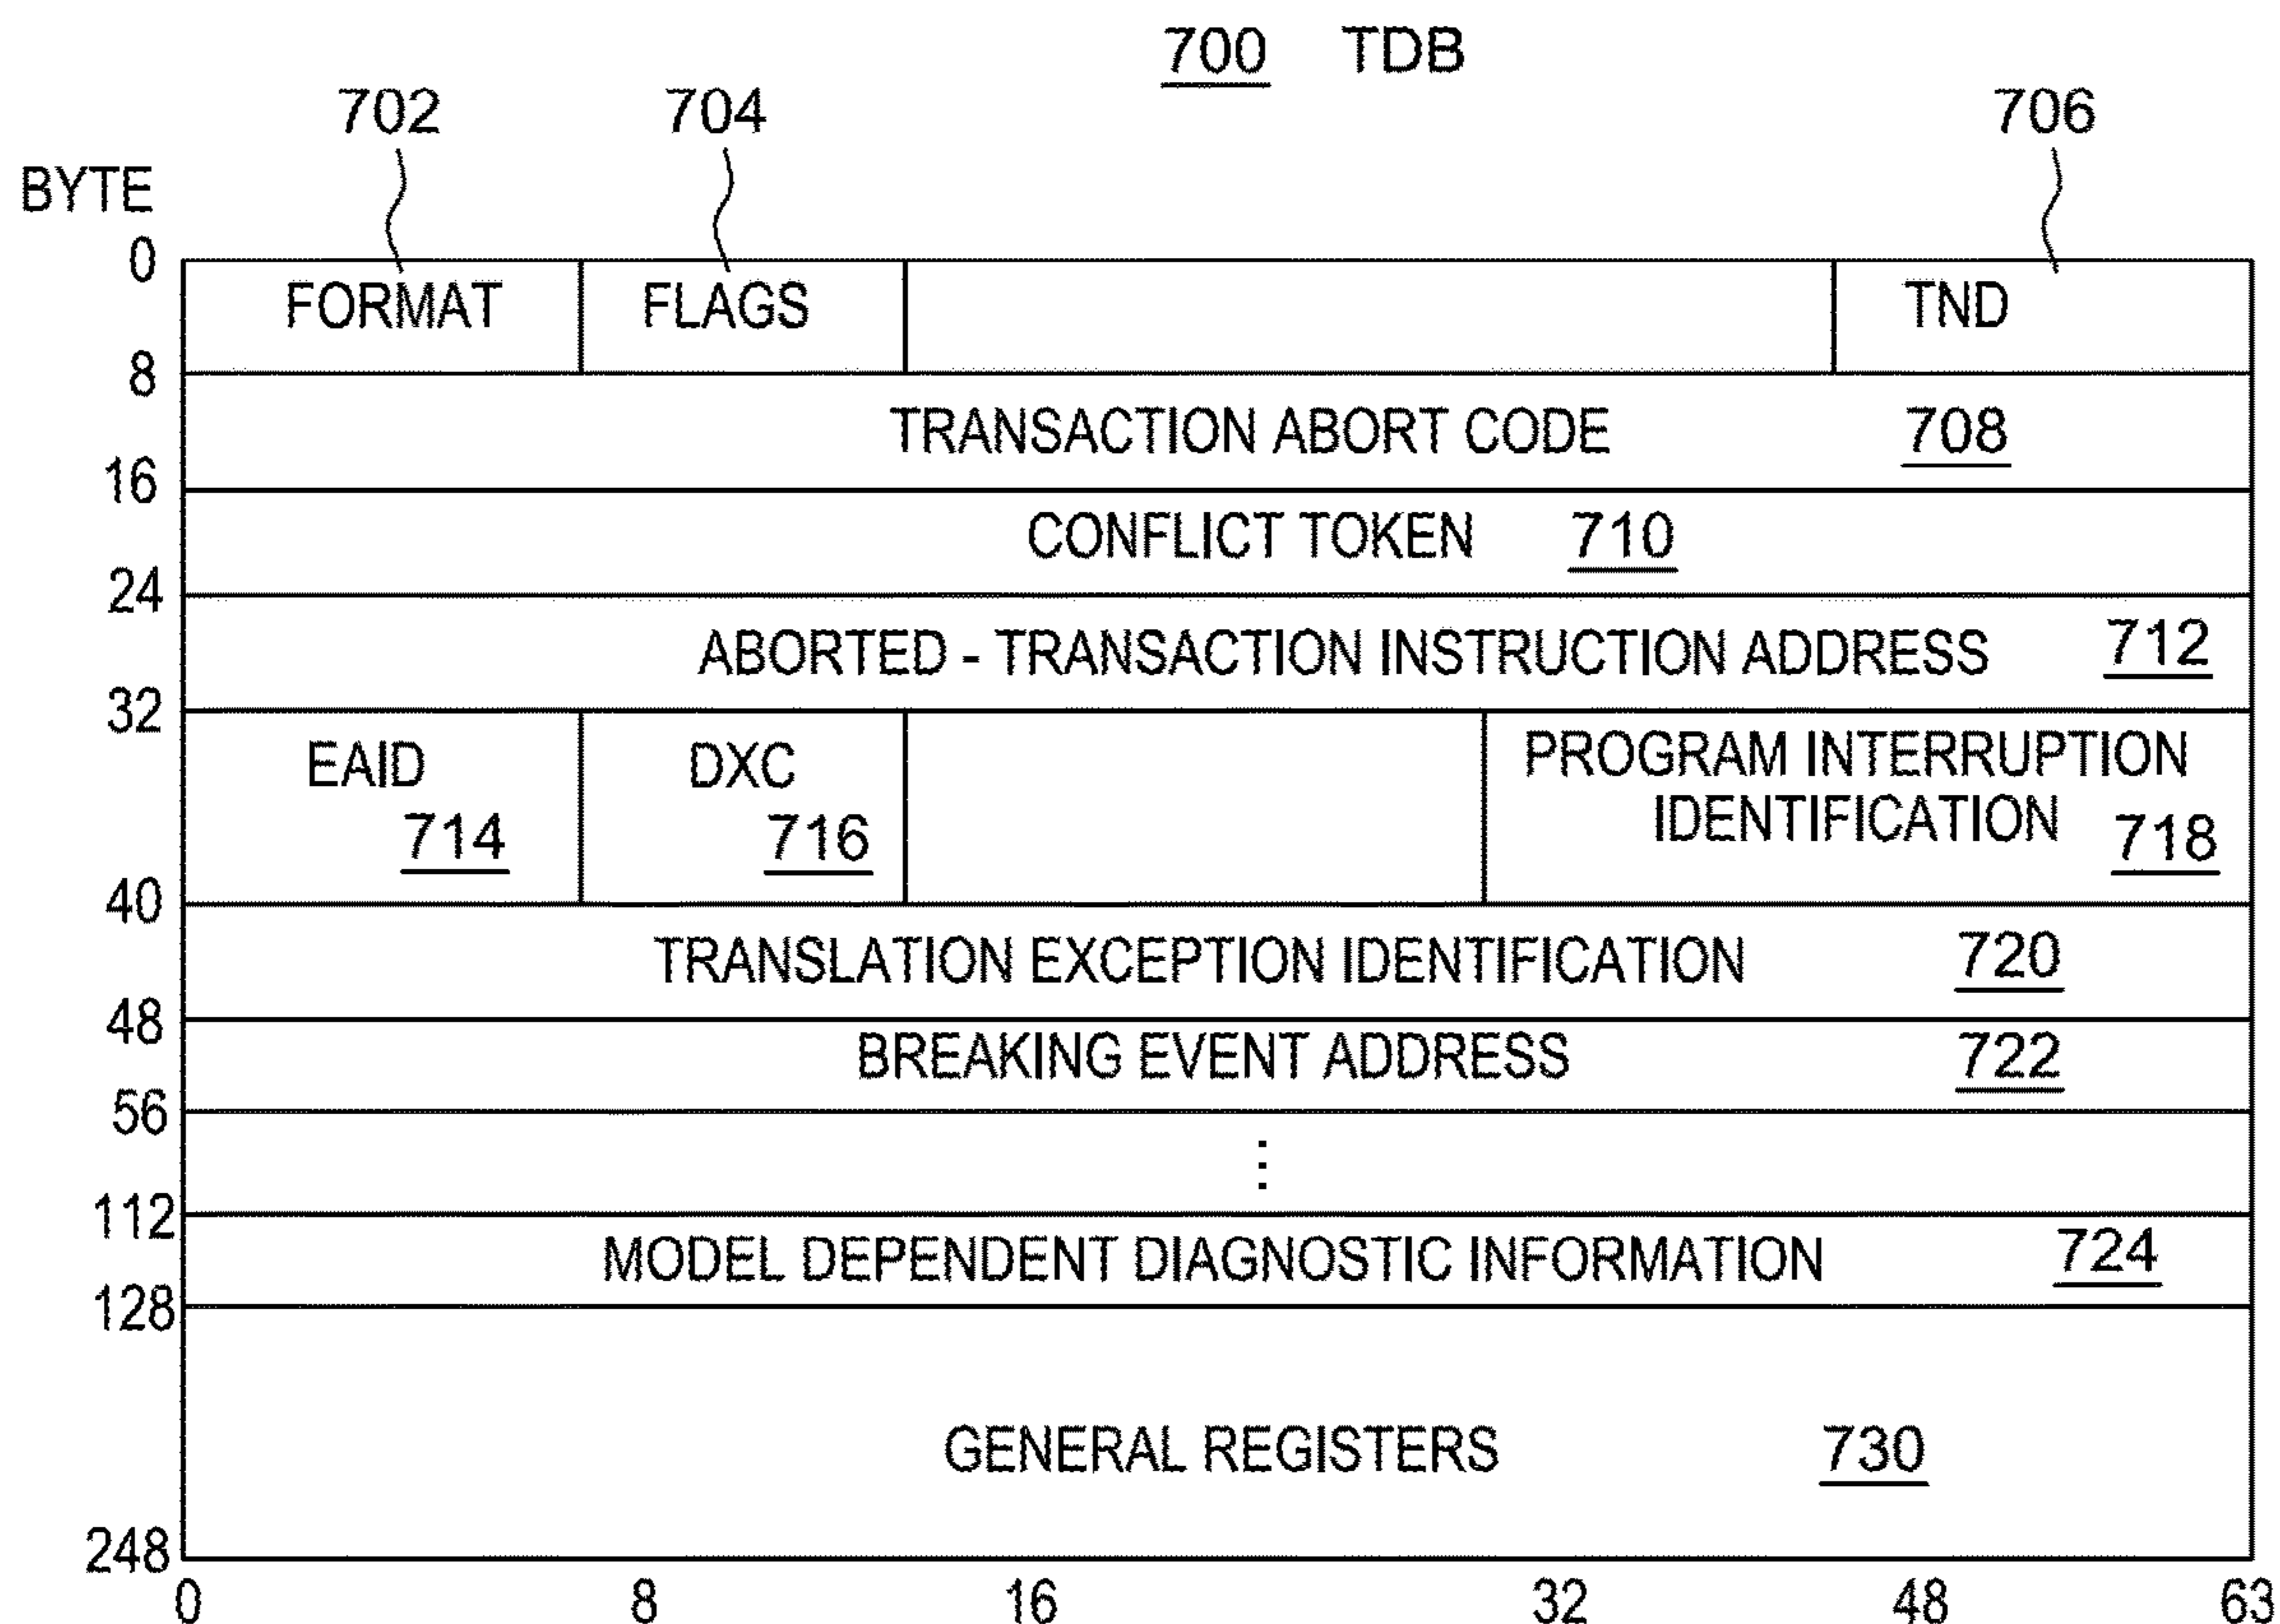 700 TDB
702 704 706
BYTE
0
FORMAT FLAGS TND
8
TRANSACTION ABORT CODE 708
16
CONFLICT TOKEN 710
24
ABORTED - TRANSACTION INSTRUCTION ADDRESS 712
32
EAID DXC PROGRAM INTERRUPTION
714 716 IDENTIFICATION 718
40
TRANSLATION EXCEPTION IDENTIFICATION 720
48
BREAKING EVENT ADDRESS 722
56
⋮
112
MODEL DEPENDENT DIAGNOSTIC INFORMATION 724
128
GENERAL REGISTERS 730
248
0 8 16 32 48 63